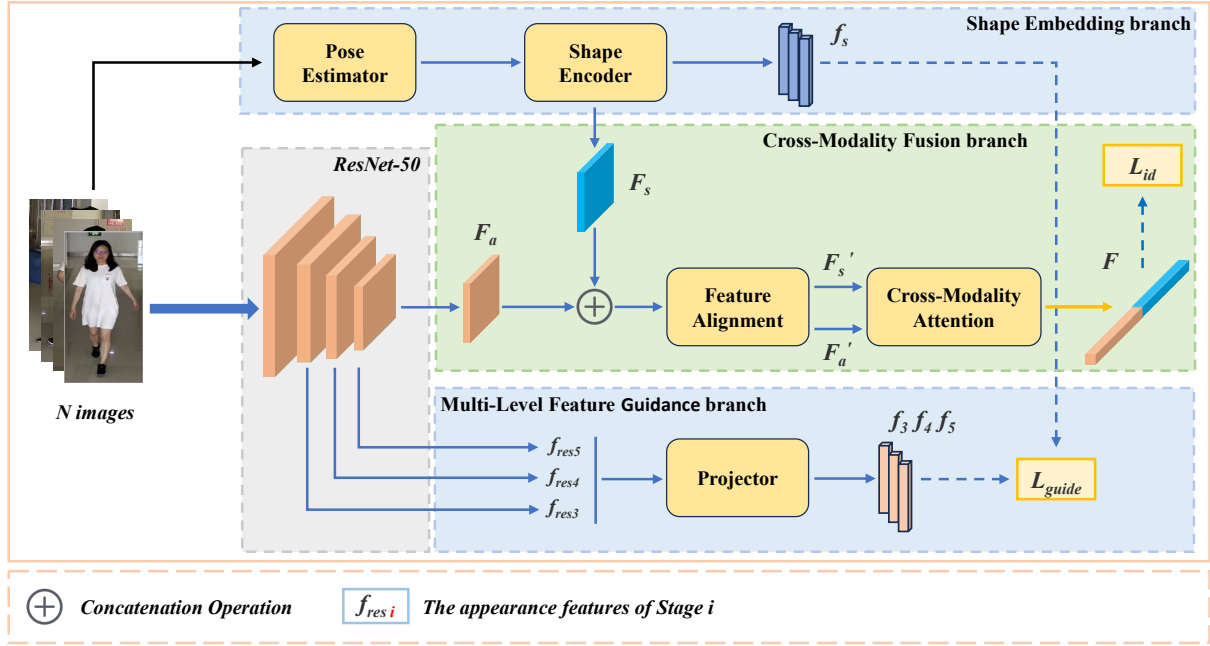 Shape Embedding branch
Pose
Estimator
Shape
Encoder
f_s
Cross-Modality Fusion branch
ResNet-50
F_s
L_id
F_a
F_s'
F
Feature
Alignment
Cross-Modality
Attention
F_a'
N images
Multi-Level Feature Guidance branch
f_3 f_4 f_5
f_res5
f_res4
f_res3
Projector
L_guide
Concatenation Operation
f_res i
The appearance features of Stage i